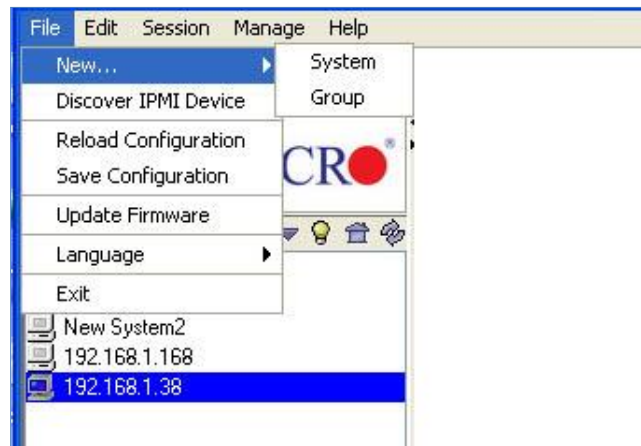 File Edit Session Manage Help
New... System
Discover IPMI Device Group
Reload Configuration
Save Configuration
CRO®
Update Firmware
Language
Exit
New System2
192.168.1.168
192.168.1.38